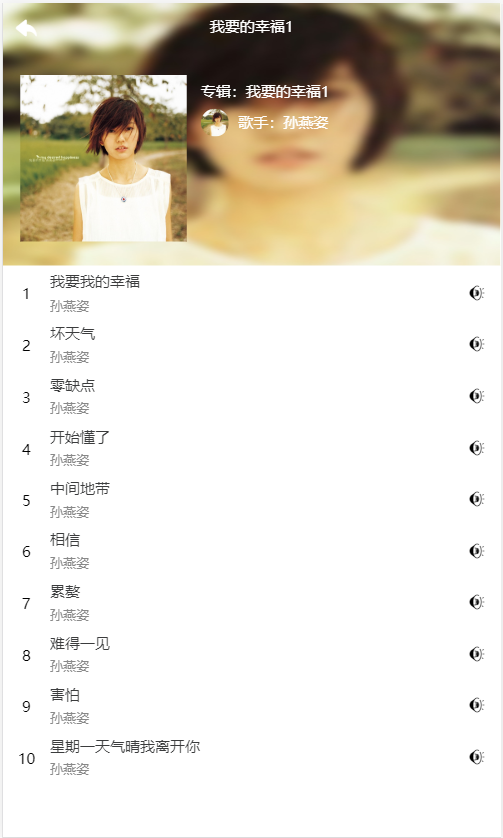 我要的幸福1
专辑：我要的幸福1
歌手：孙燕姿
1
我要我的幸福
孙燕姿
2
坏天气
孙燕姿
3
零缺点
孙燕姿
4
开始懂了
孙燕姿
5
中间地带
孙燕姿
6
相信
孙燕姿
7
累赘
孙燕姿
8
难得一见
孙燕姿
9
害怕
孙燕姿
10
星期一天气晴我离开你
孙燕姿